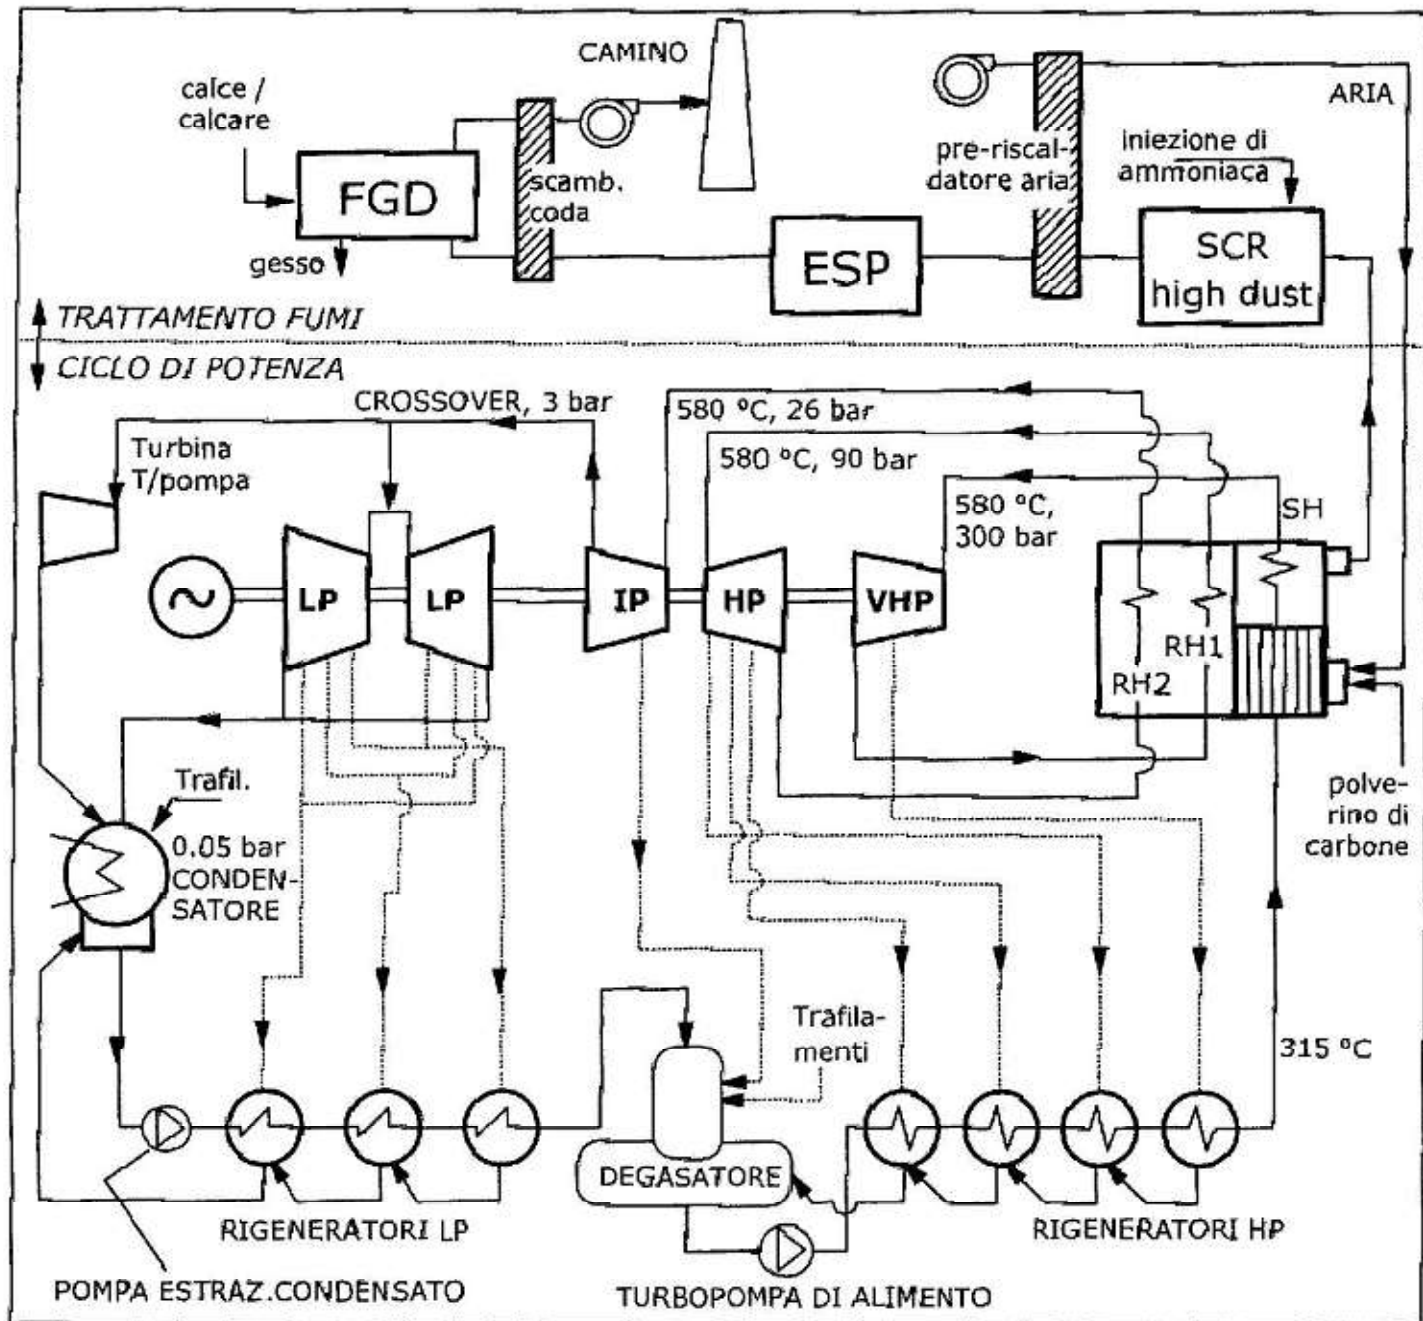 CAMINO
calce /
calcare
FGD
gesso
scamb.
coda
ESP
pre-riscal-
datore aria
ARIA
iniezione di
ammoniaca
SCR
high dust
TRATTAMENTO FUMI
CICLO DI POTENZA
CROSSOVER, 3 bar
580 °C, 26 bar
580 °C, 90 bar
580 °C,
300 bar
SH
Turbina
T/pompa
LP
LP
IP
HP
VHP
RH1
RH2
polve-
rino di
carbone
Trafil.
0.05 bar
CONDEN-
SATORE
Trafila-
menti
315 °C
DEGASATORE
RIGENERATORI LP
RIGENERATORI HP
POMPA ESTRAZ.CONDENSATO
TURBOPOMPA DI ALIMENTO